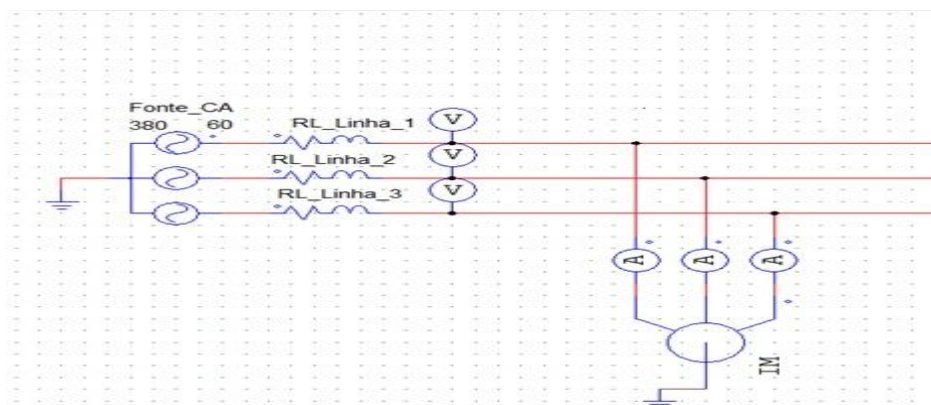 Fonte_CA
380 60
RL_Linha_1
V
RL_Linha_2
V
RL_Linha_3
V
A A A
IM